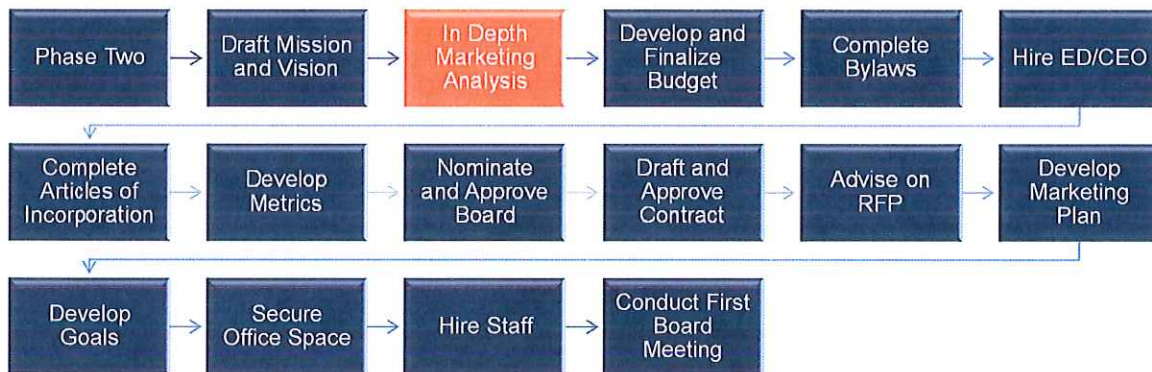 Phase Two
Draft Mission
and Vision
In Depth
Marketing
Analysis
Develop and
Finalize
Budget
Complete
Bylaws
Hire ED/CEO
Complete
Articles of
Incorporation
Develop
Metrics
Nominate
and Approve
Board
Draft and
Approve
Contract
Advise on
RFP
Develop
Marketing
Plan
Develop
Goals
Secure
Office Space
Hire Staff
Conduct First
Board
Meeting